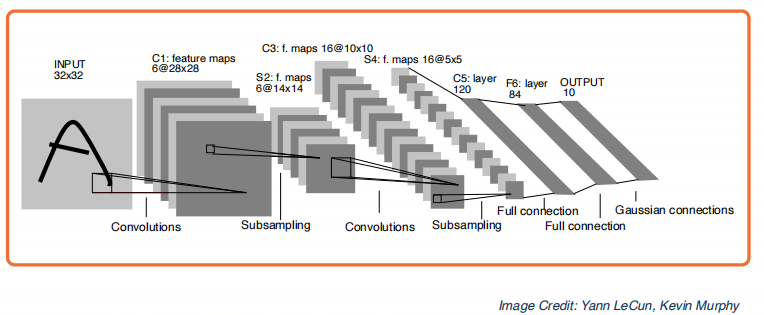 INPUT
32x32
C1: feature maps
6@28x28
S2: f. maps
6@14x14
C3: f. maps 16@10x10
S4: f. maps 16@5x5
C5: layer
120
F6: layer
84
OUTPUT
10
Convolutions
Subsampling
Convolutions
Subsampling
Full connection
Full connection
Gaussian connections
Image Credit: Yann LeCun, Kevin Murphy